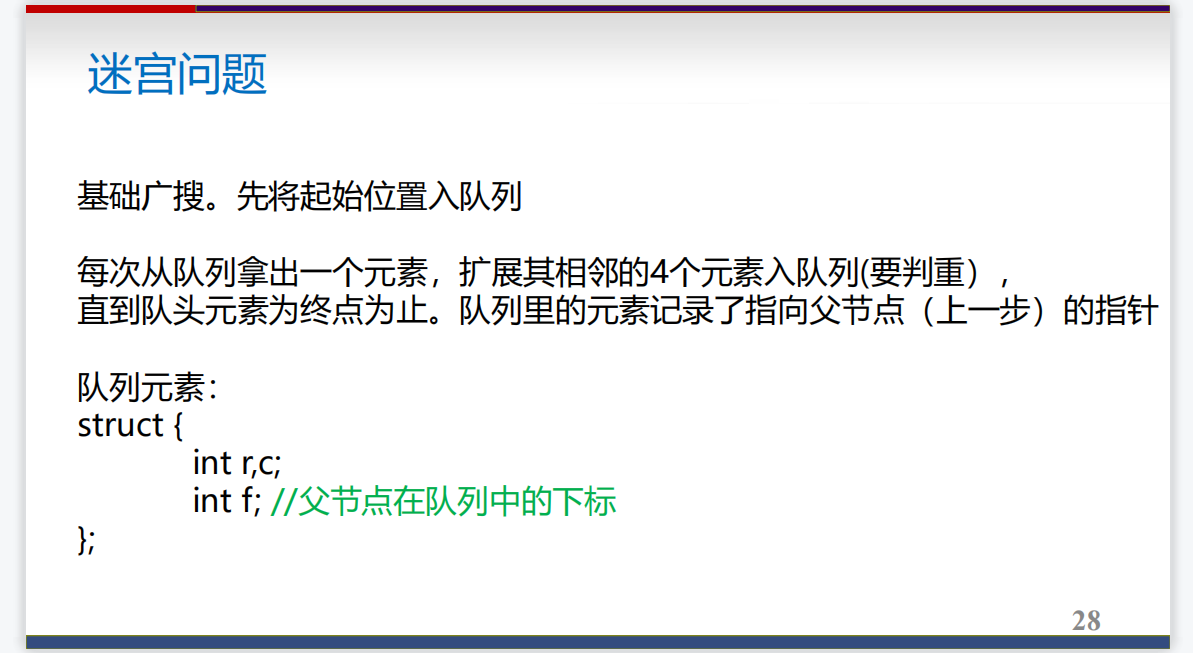 迷宫问题
基础广搜。先将起始位置入队列
每次从队列拿出一个元素，扩展其相邻的4个元素入队列(要判重），
直到队头元素为终点为止。队列里的元素记录了指向父节点（上一步）的指针
队列元素：
struct {
int r,c;
int f; //父节点在队列中的下标
};
28